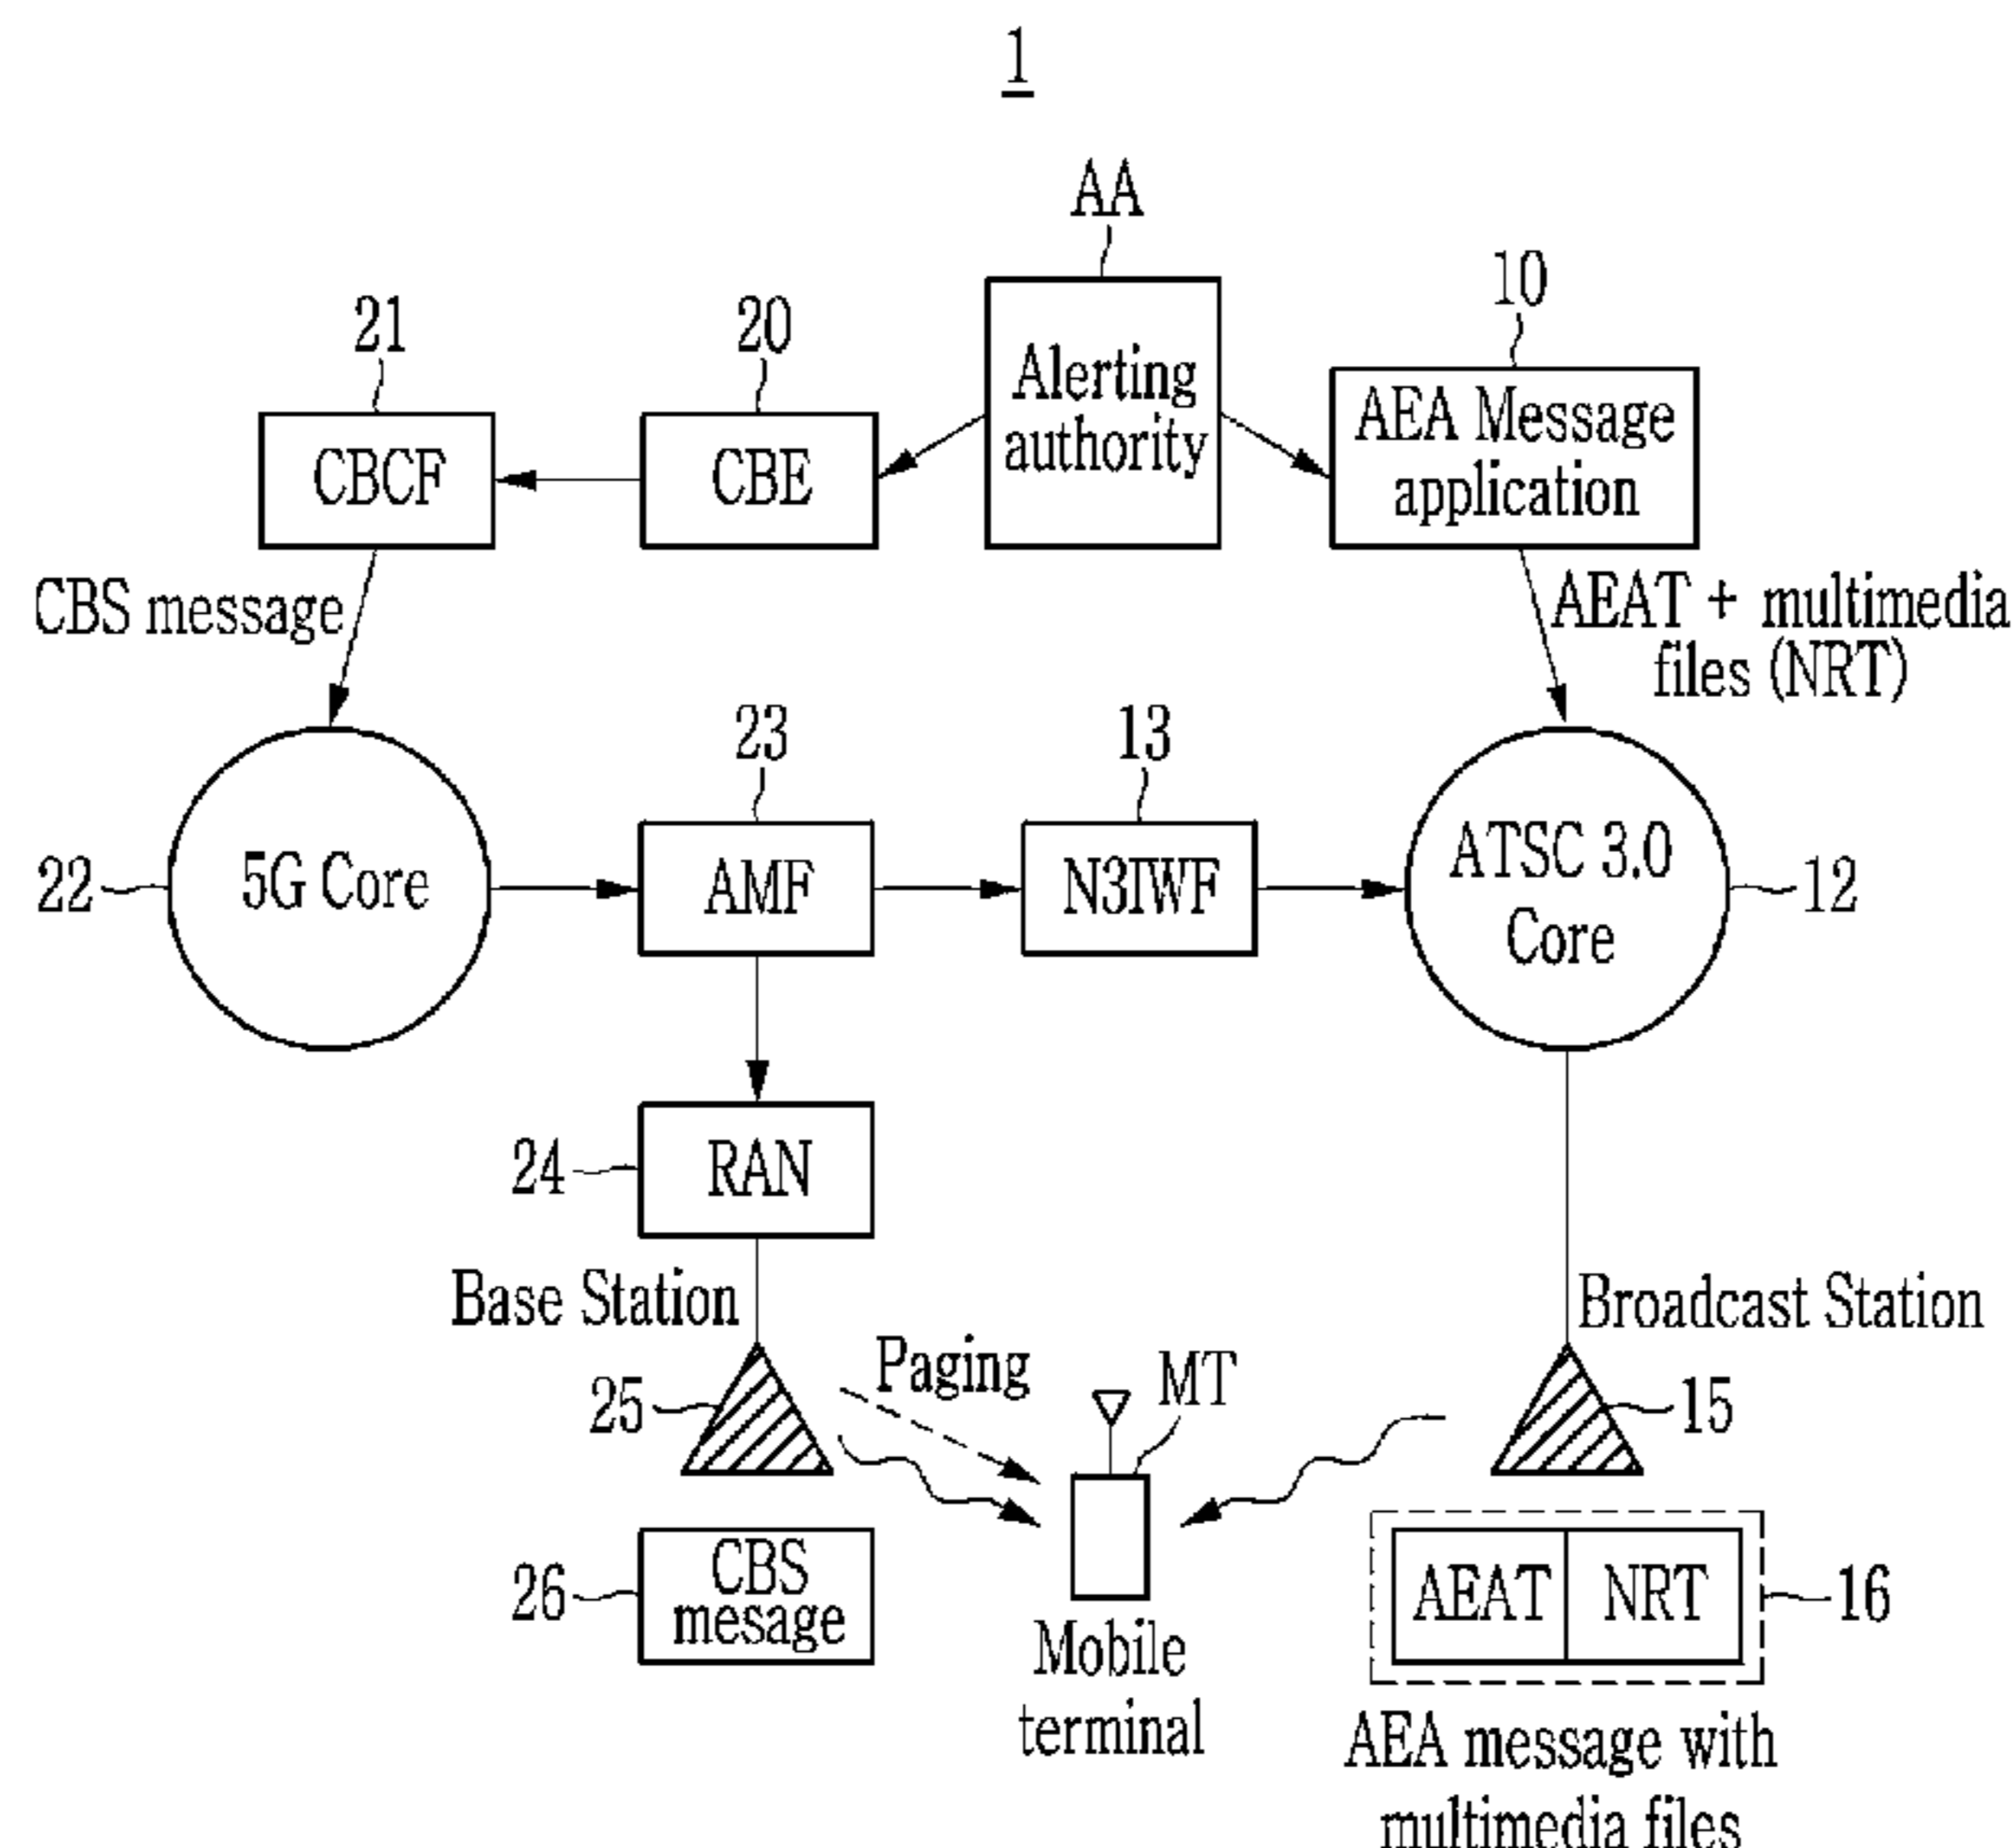 1
AA
10
21
20
Alerting
authority
AEA Message
application
CBCF
CBE
CBS message
AEAT + multimedia
files (NRT)
23
13
22
5G Core
AMF
N3IWF
ATSC 3.0
Core
12
24
RAN
Base Station
Broadcast Station
Paging
MT
25
15
26
CBS
mesage
AEAT
NRT
16
Mobile
terminal
AEA message with
multimedia files